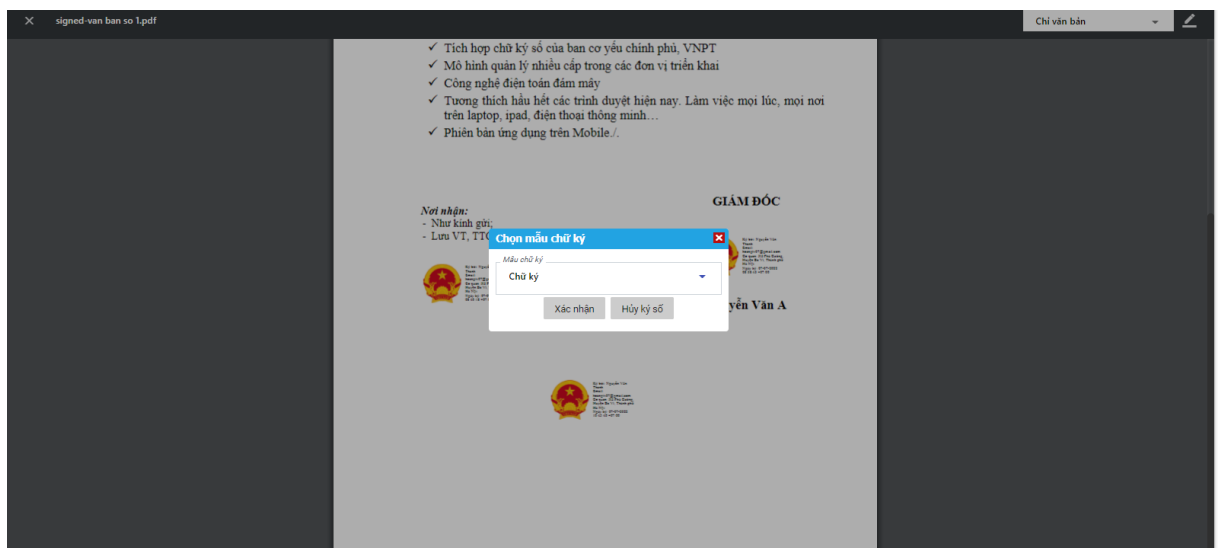 signed-van ban so 1.pdf
Chỉ văn bản
✓ Tích hợp chữ ký số của ban cơ yếu chính phủ, VNPT
✓ Mô hình quản lý nhiều cấp trong các đơn vị triển khai
✓ Công nghệ điện toán đám mây
✓ Tương thích hầu hết các trình duyệt hiện nay. Làm việc mọi lúc, mọi nơi
trên laptop, ipad, điện thoại thông minh…
✓ Phiên bản ứng dụng trên Mobile./.
GIÁM ĐỐC
Nơi nhận:
- Như kính gửi;
- Lưu VT, TTC
Chọn mẫu chữ ký
Mẫu chữ ký
Chữ ký
Xác nhận
Hủy ký số
yễn Văn A